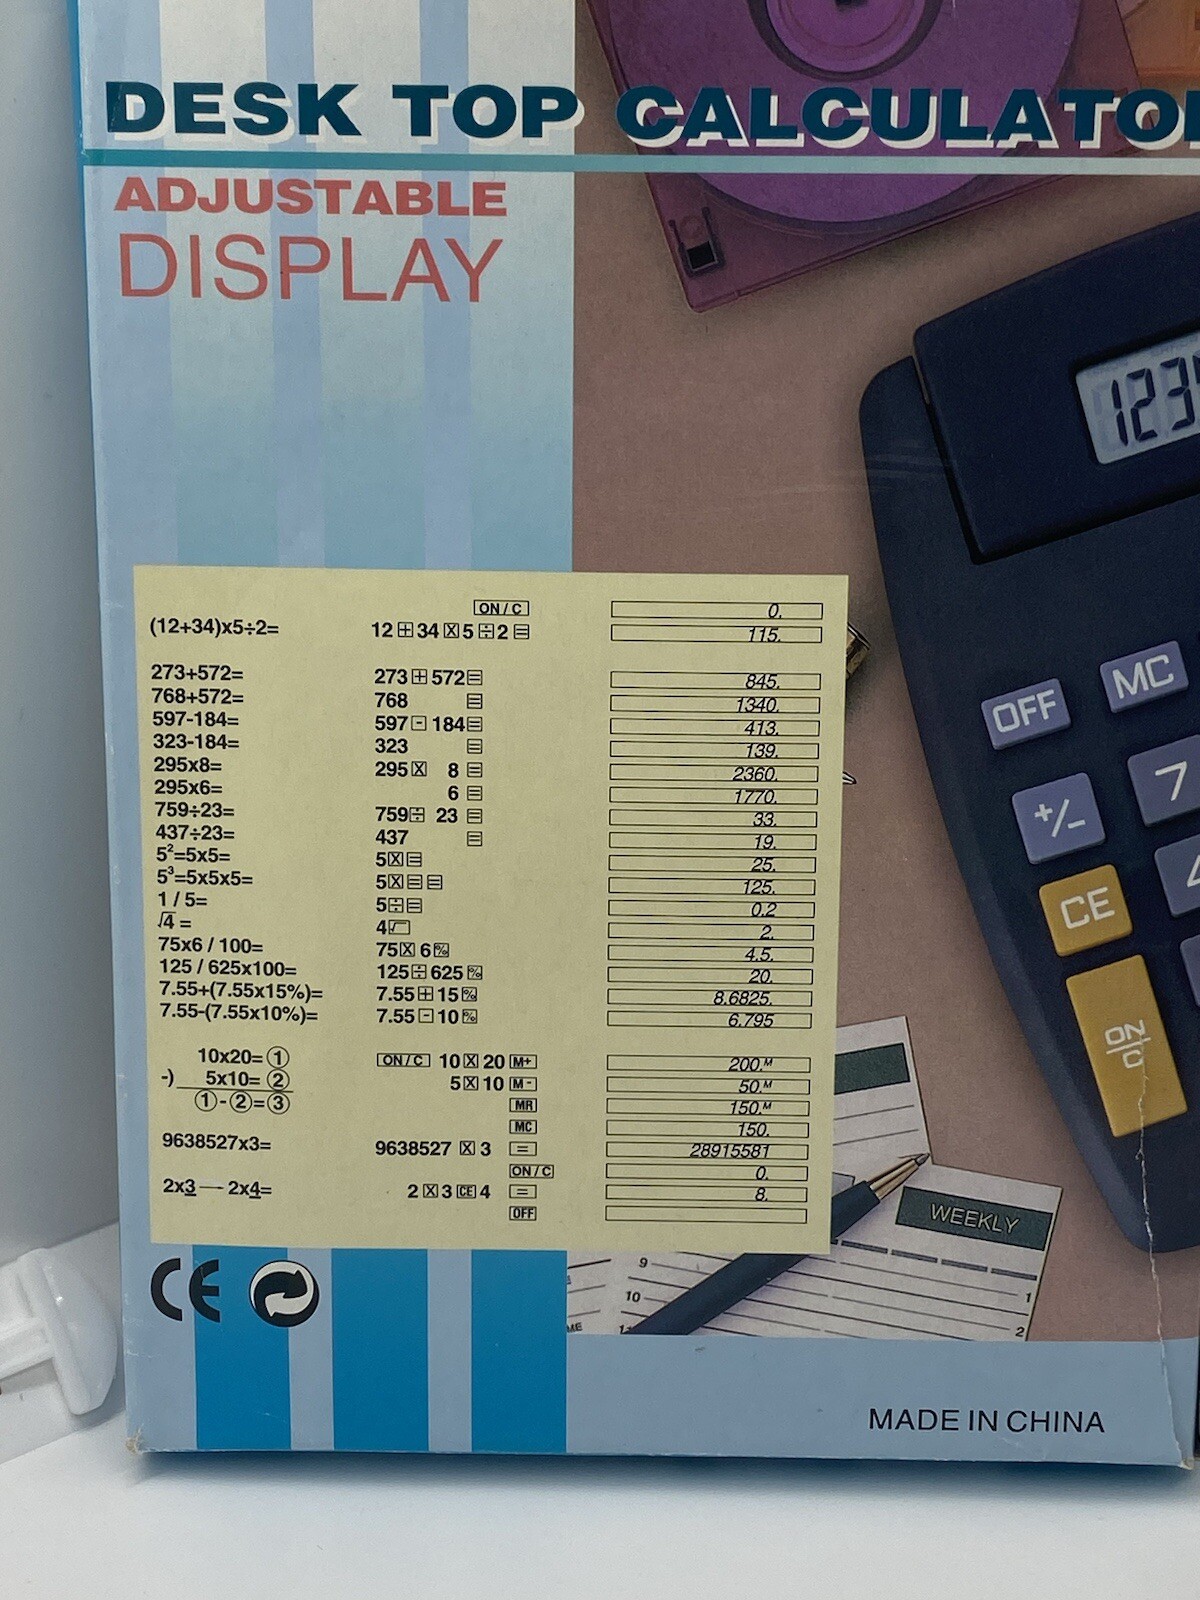 DESK TOP CALCULATO
ADJUSTABLE
DISPLAY
123
OFF
MC
+/-
7
CE
ON/C
ON/C 0.
(12+34)x5÷2= 12 + 34 X 5 ÷ 2 = 115.
273+572= 273 + 572 = 845.
768+572= 768 = 1340.
597-184= 597 - 184 = 413.
323-184= 323 = 139.
295x8= 295 X 8 = 2360.
295x6= 6 = 1770.
759÷23= 759 ÷ 23 = 33.
437÷23= 437 = 19.
5²=5x5= 5 X = 25.
5³=5x5x5= 5 X = = 125.
1 / 5= 5 ÷ = 0.2
√4 = 4 √ 2.
75x6 / 100= 75 X 6 % 4.5.
125 / 625x100= 125 ÷ 625 % 20.
7.55+(7.55x15%)= 7.55 + 15 % 8.6825.
7.55-(7.55x10%)= 7.55 - 10 % 6.795
10x20= ① ON/C 10 X 20 M+ 200.M
-) 5x10= ② 5 X 10 M- 50.M
①-②=③ MR 150.M
MC 150.
9638527x3= 9638527 X 3 = 28915581
ON/C 0.
2x3 — 2x4= 2 X 3 CE 4 = 8.
OFF
WEEKLY
9
10
1
2
CE
MADE IN CHINA